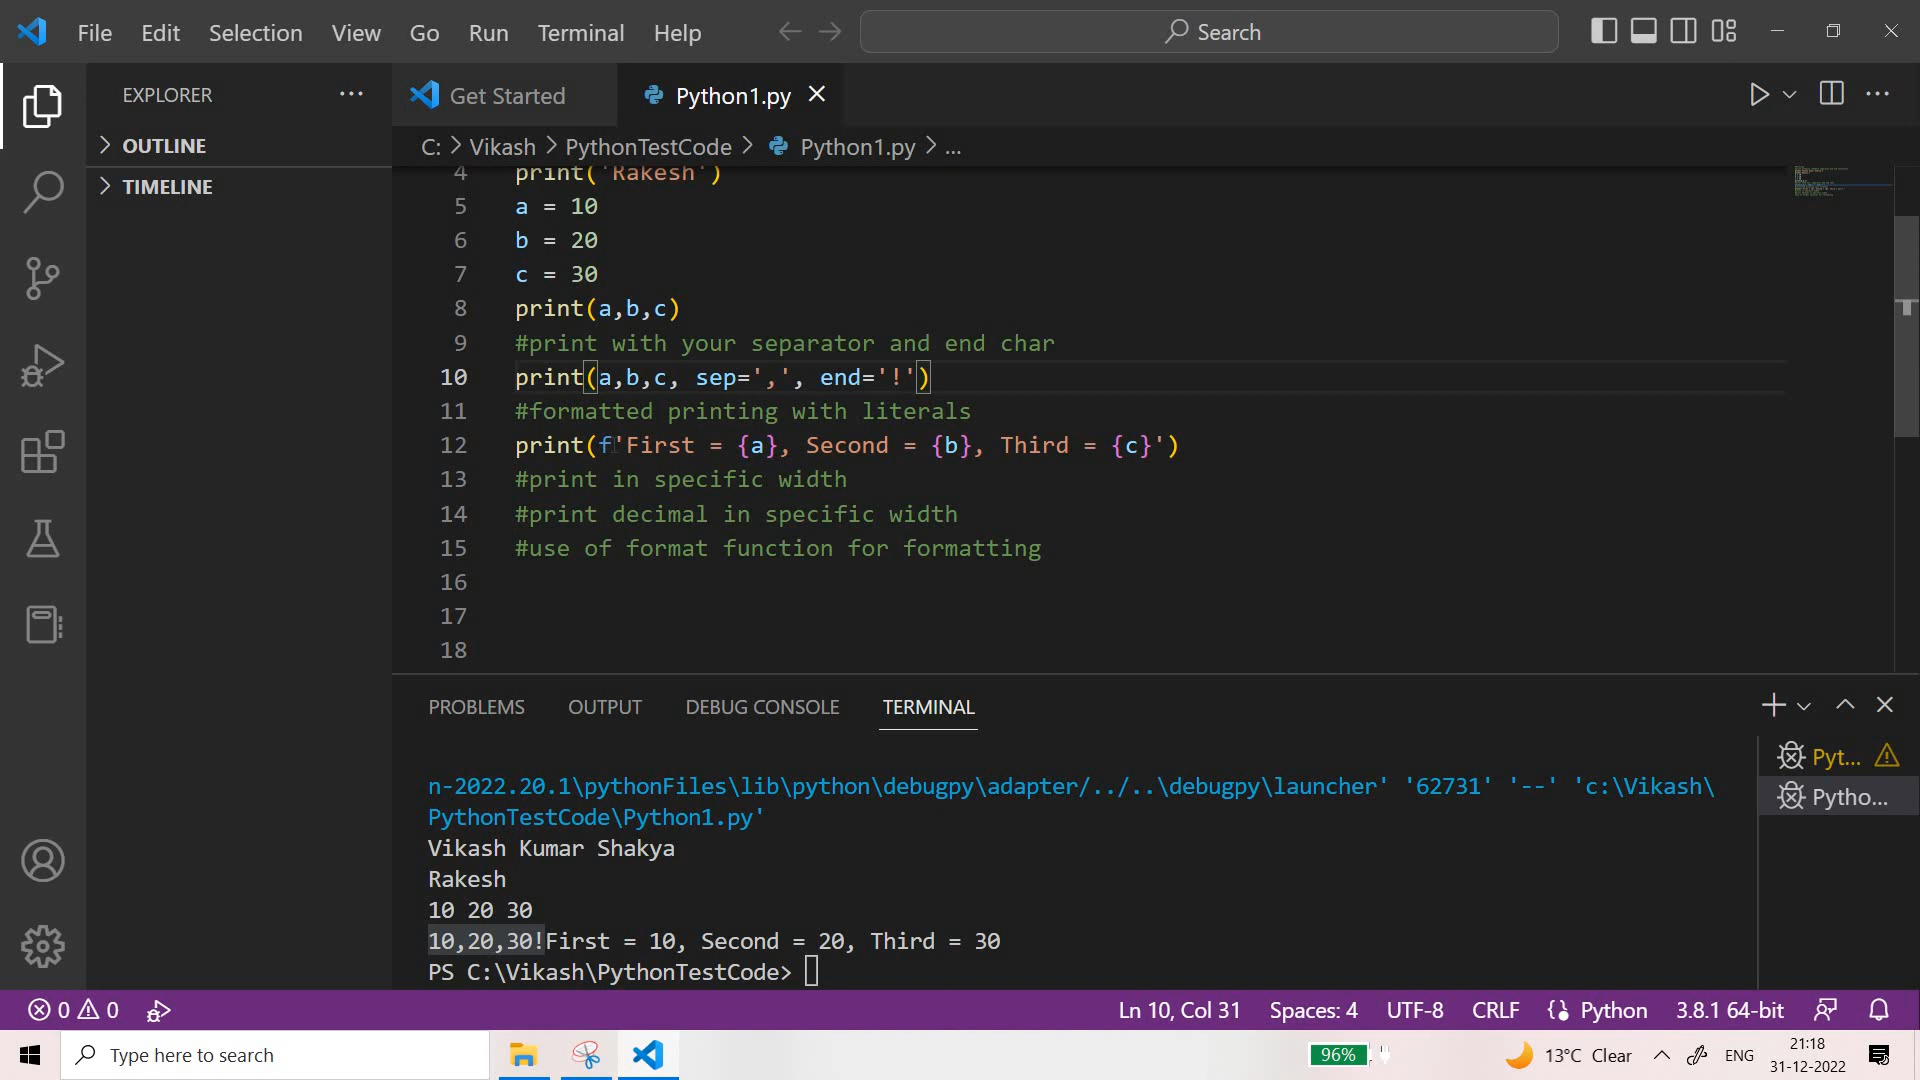 File Edit Selection View Go Run Terminal Help
Search
EXPLORER
OUTLINE
TIMELINE
Get Started
Python1.py
C: > Vikash > PythonTestCode > Python1.py > ...
4 print('Rakesh')
5 a = 10
6 b = 20
7 c = 30
8 print(a,b,c)
9 #print with your separator and end char
10 print(a,b,c, sep=',', end='!')
11 #formatted printing with literals
12 print(f'First = {a}, Second = {b}, Third = {c}')
13 #print in specific width
14 #print decimal in specific width
15 #use of format function for formatting
16
17
18
PROBLEMS OUTPUT DEBUG CONSOLE TERMINAL
Pyt...
Pytho...
n-2022.20.1\pythonFiles\lib\python\debugpy\adapter/../..\debugpy\launcher' '62731' '--' 'c:\Vikash\
PythonTestCode\Python1.py'
Vikash Kumar Shakya
Rakesh
10 20 30
10,20,30!First = 10, Second = 20, Third = 30
PS C:\Vikash\PythonTestCode>
0 0 Ln 10, Col 31 Spaces: 4 UTF-8 CRLF Python 3.8.1 64-bit
Type here to search
96%
13°C Clear
ENG
21:18
31-12-2022